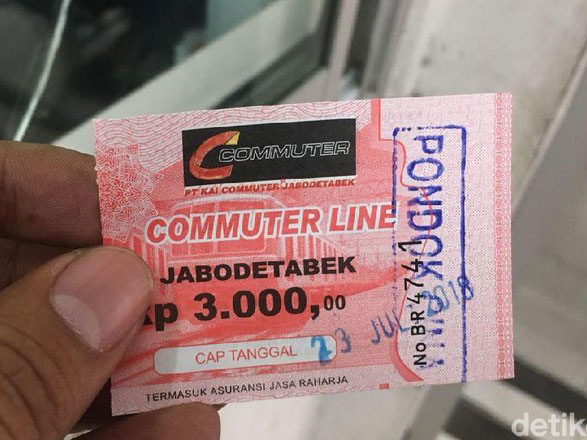 COMMUTER
PT KAI COMMUTER JABODETABEK
COMMUTER LINE
JABODETABEK
Rp 3.000,00
CAP TANGGAL
23 JUL 2018
TERMASUK ASURANSI JASA RAHARJA
No BR 4741
PONDOK
detik